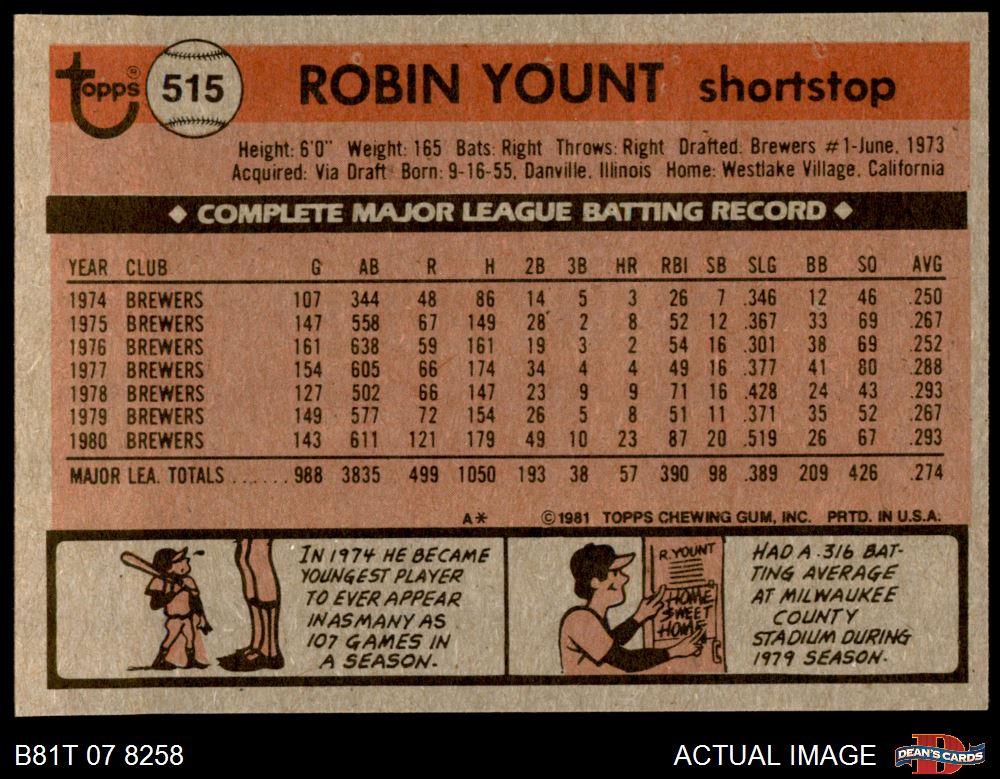 topps® 515 ROBIN YOUNT shortstop
Height: 6'0" Weight: 165 Bats: Right Throws: Right Drafted: Brewers #1-June, 1973
Acquired: Via Draft Born: 9-16-55, Danville, Illinois Home: Westlake Village, California
◆ COMPLETE MAJOR LEAGUE BATTING RECORD ◆
YEAR CLUB G AB R H 2B 3B HR RBI SB SLG BB SO AVG
1974 BREWERS 107 344 48 86 14 5 3 26 7 .346 12 46 .250
1975 BREWERS 147 558 67 149 28 2 8 52 12 .367 33 69 .267
1976 BREWERS 161 638 59 161 19 3 2 54 16 .301 38 69 .252
1977 BREWERS 154 605 66 174 34 4 4 49 16 .377 41 80 .288
1978 BREWERS 127 502 66 147 23 9 9 71 16 .428 24 43 .293
1979 BREWERS 149 577 72 154 26 5 8 51 11 .371 35 52 .267
1980 BREWERS 143 611 121 179 49 10 23 87 20 .519 26 67 .293
MAJOR LEA. TOTALS ...... 988 3835 499 1050 193 38 57 390 98 .389 209 426 .274
A* ©1981 TOPPS CHEWING GUM, INC. PRTD. IN U.S.A.
IN 1974 HE BECAME
YOUNGEST PLAYER
TO EVER APPEAR
IN AS MANY AS
107 GAMES IN
A SEASON.
R. YOUNT
HOME
SWEET
HOME
HAD A .316 BAT-
TING AVERAGE
AT MILWAUKEE
COUNTY
STADIUM DURING
1979 SEASON.
B81T 07 8258 ACTUAL IMAGE DEAN'S CARDS